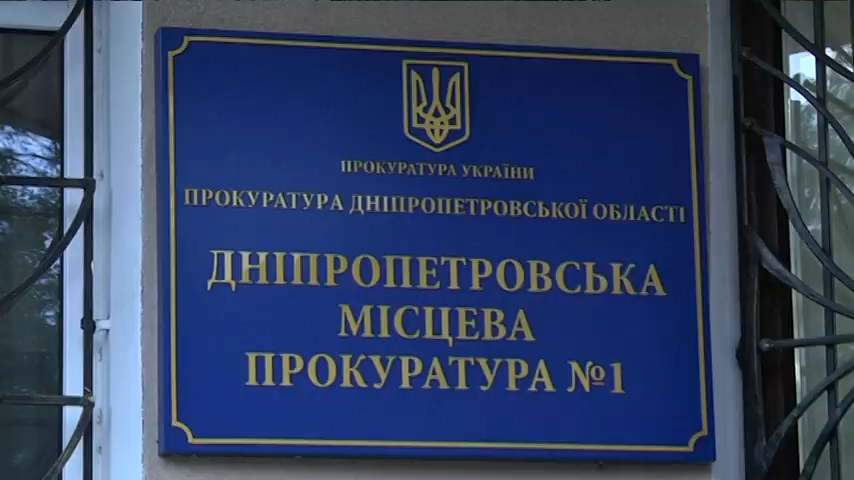 ПРОКУРАТУРА УКРАЇНИ
ПРОКУРАТУРА ДНІПРОПЕТРОВСЬКОЇ ОБЛАСТІ
ДНІПРОПЕТРОВСЬКА
МІСЦЕВА
ПРОКУРАТУРА №1